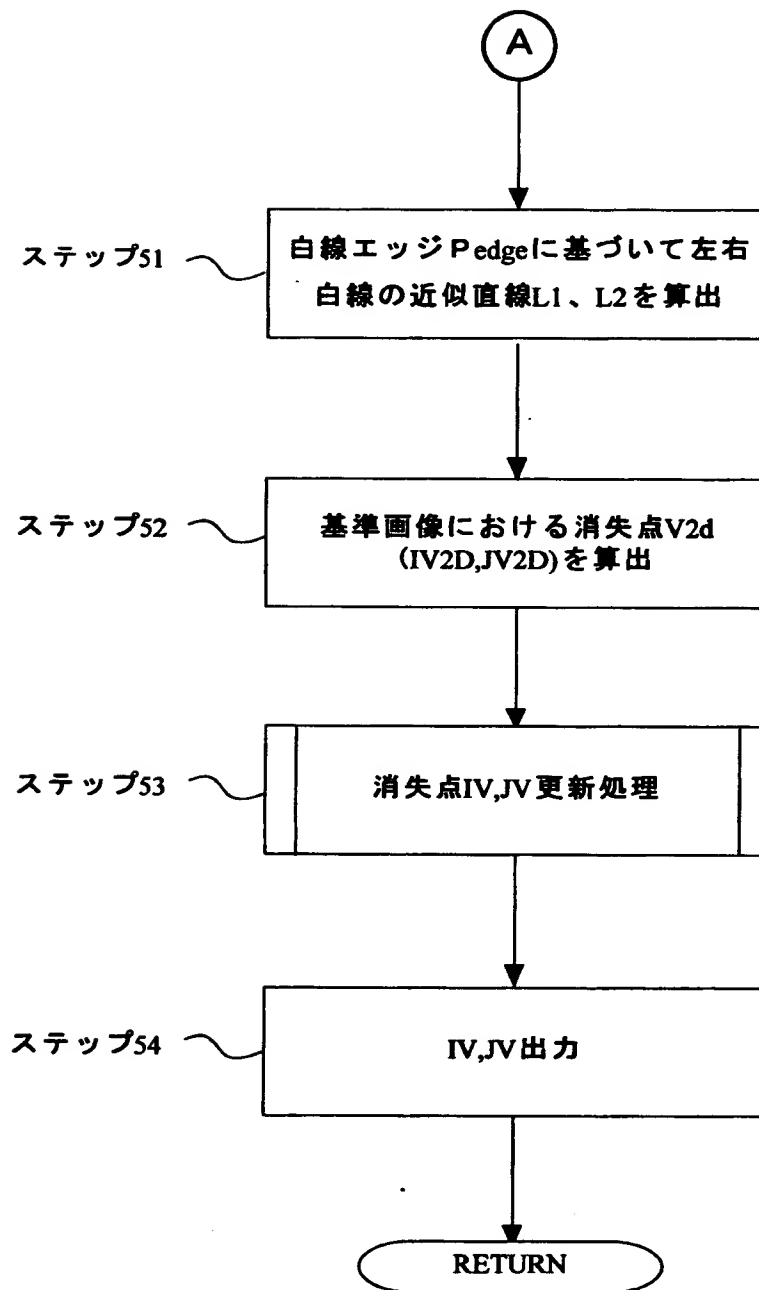 A
ステップ51
白線エッジPedgeに基づいて左右
白線の近似直線L1、L2を算出
ステップ52
基準画像における消失点V2d
(IV2D,JV2D)を算出
ステップ53
消失点IV,JV更新処理
ステップ54
IV,JV出力
RETURN